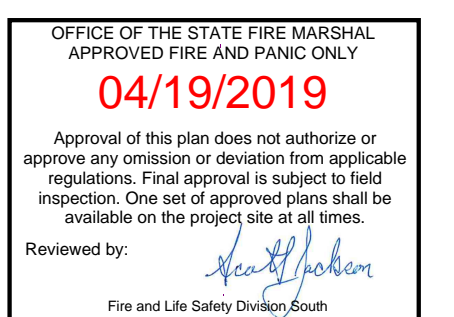 OFFICE OF THE STATE FIRE MARSHAL
APPROVED FIRE AND PANIC ONLY
04/19/2019
Approval of this plan does not authorize or
approve any omission or deviation from applicable
regulations. Final approval is subject to field
inspection. One set of approved plans shall be
available on the project site at all times.
Reviewed by:
Scott Jackson
Fire and Life Safety Division South